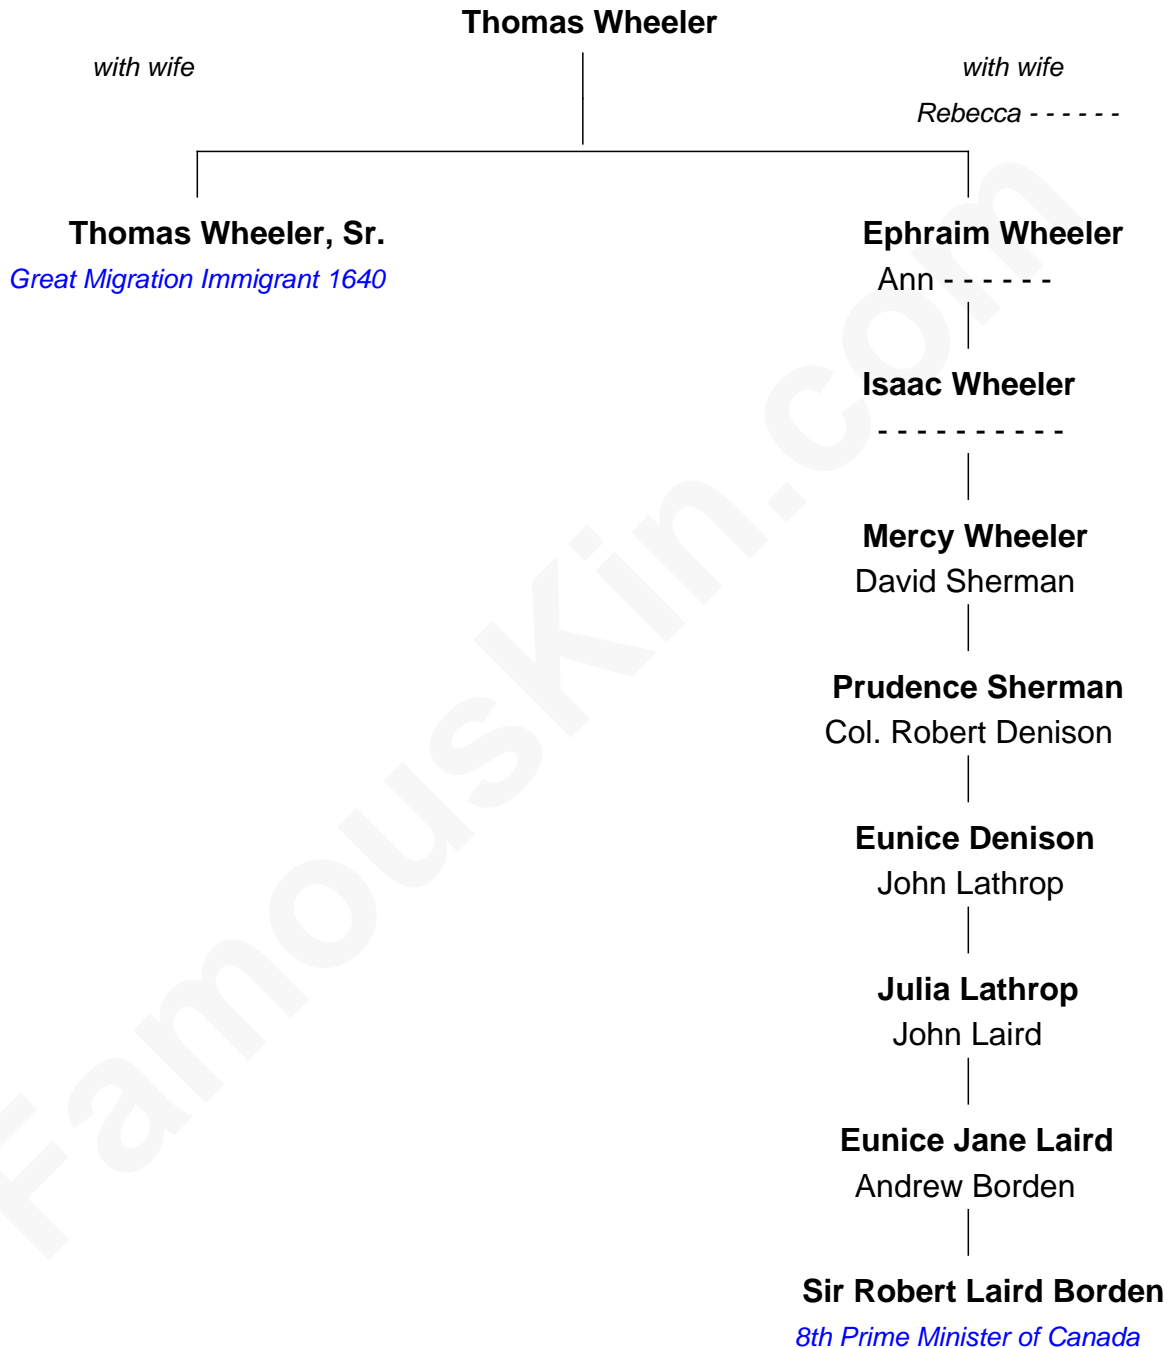 Thomas Wheeler
with wife
with wife
Rebecca - - - - - -
Thomas Wheeler, Sr.
Great Migration Immigrant 1640
Ephraim Wheeler
Ann - - - - - -
Isaac Wheeler
- - - - - - - - - -
Mercy Wheeler
David Sherman
Prudence Sherman
Col. Robert Denison
Eunice Denison
John Lathrop
Julia Lathrop
John Laird
Eunice Jane Laird
Andrew Borden
Sir Robert Laird Borden
8th Prime Minister of Canada
FamousKin.com